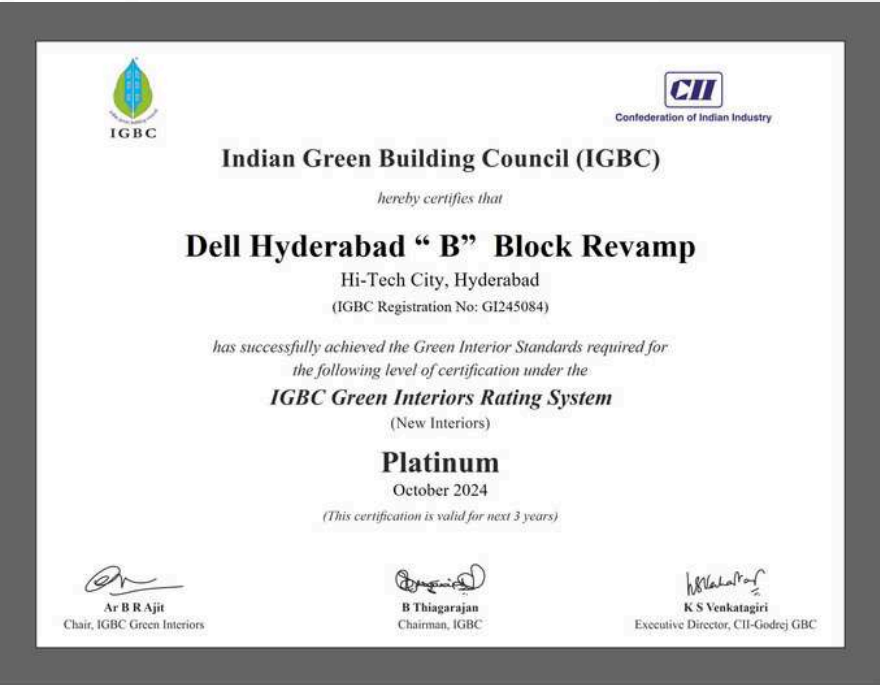 IGBC
CII
Confederation of Indian Industry
Indian Green Building Council (IGBC)
hereby certifies that
Dell Hyderabad “ B”  Block Revamp
Hi-Tech City, Hyderabad
(IGBC Registration No: GI245084)
has successfully achieved the Green Interior Standards required for
the following level of certification under the
IGBC Green Interiors Rating System
(New Interiors)
Platinum
October 2024
(This certification is valid for next 3 years)
Ar B R Ajit
Chair, IGBC Green Interiors
B Thiagarajan
Chairman, IGBC
K S Venkatagiri
Executive Director, CII-Godrej GBC